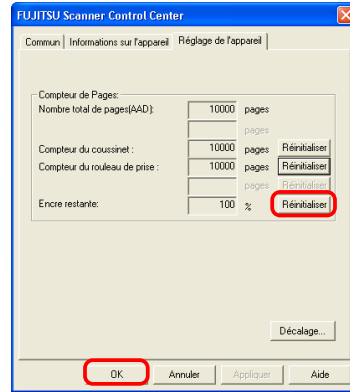 FUJITSU Scanner Control Center
Commun Informations sur l'appareil Réglage de l'appareil
Compteur de Pages:
Nombre total de pages(AAD): 10000 pages
pages
Compteur du coussinet : 10000 pages Réinitialiser
Compteur du rouleau de prise : 10000 pages Réinitialiser
pages Réinitialiser
Encre restante: 100 % Réinitialiser
Décalage...
OK Annuler Appliquer Aide